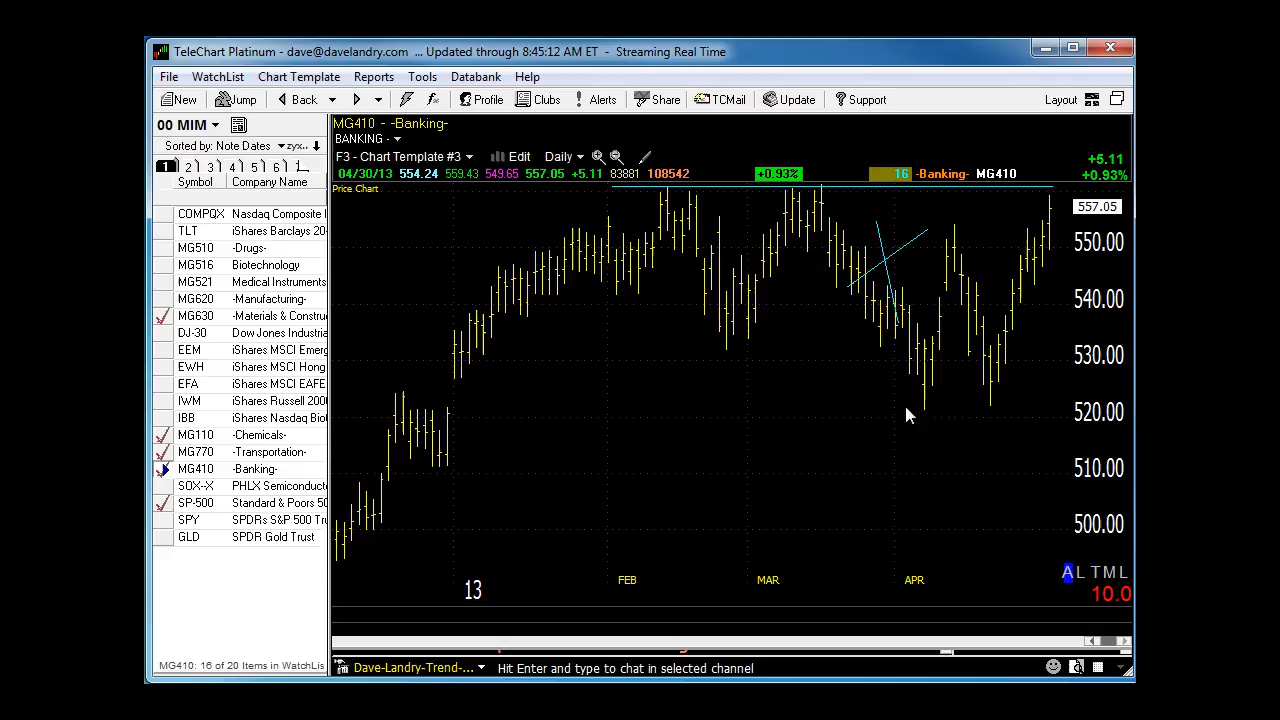 TeleChart Platinum - dave@davelandry.com ... Updated through 8:45:12 AM ET - Streaming Real Time
File WatchList Chart Template Reports Tools Databank Help
New Jump Back Profile Clubs Alerts Share TCMail Update Support Layout
00 MIM
Sorted by: Note Dates zyx..
1 2 3 4 5 6 1..
Symbol Company Name
COMPQX Nasdaq Composite I
TLT iShares Barclays 20-
MG510 -Drugs-
MG516 Biotechnology
MG521 Medical Instruments
MG620 -Manufacturing-
MG630 -Materials & Constru
DJ-30 Dow Jones Industria
EEM iShares MSCI Emerg
EWH iShares MSCI Hong
EFA iShares MSCI EAFE
IWM iShares Russell 200
IBB iShares Nasdaq Biot
MG110 -Chemicals-
MG770 -Transportation-
MG410 -Banking-
SOX-X PHLX Semiconducto
SP-500 Standard & Poors 50
SPY SPDRs S&P 500 Tru
GLD SPDR Gold Trust
MG410: 16 of 20 Items in WatchLis
MG410 - -Banking-
BANKING -
F3 - Chart Template #3 Edit Daily
04/30/13 554.24 559.43 549.65 557.05 +5.11 83881 108542 +0.93% 16 -Banking- MG410
+5.11
+0.93%
Price Chart
557.05
550.00
540.00
530.00
520.00
510.00
500.00
13 FEB MAR APR
A L T M L
10.0
Dave-Landry-Trend-... Hit Enter and type to chat in selected channel